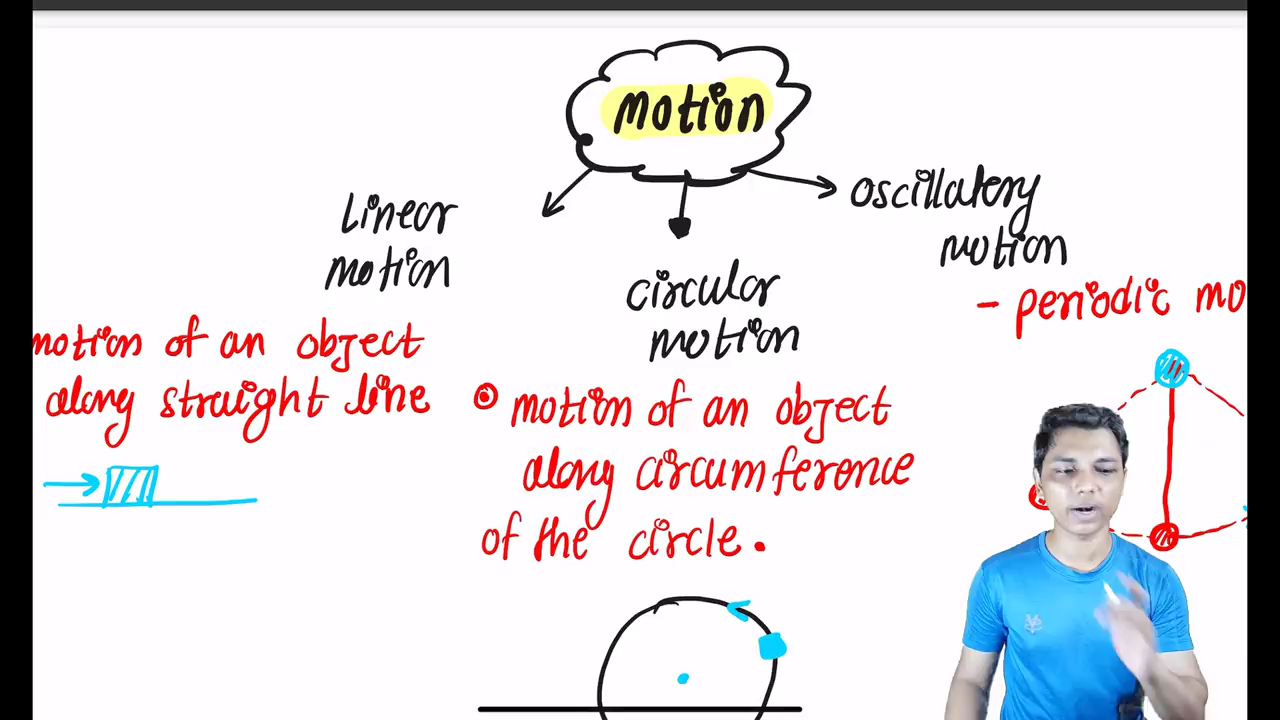 motion
linear
motion
motion of an object
along straight line
circular
motion
motion of an object
along circumference
of the circle.
oscillatory
motion
- periodic mo